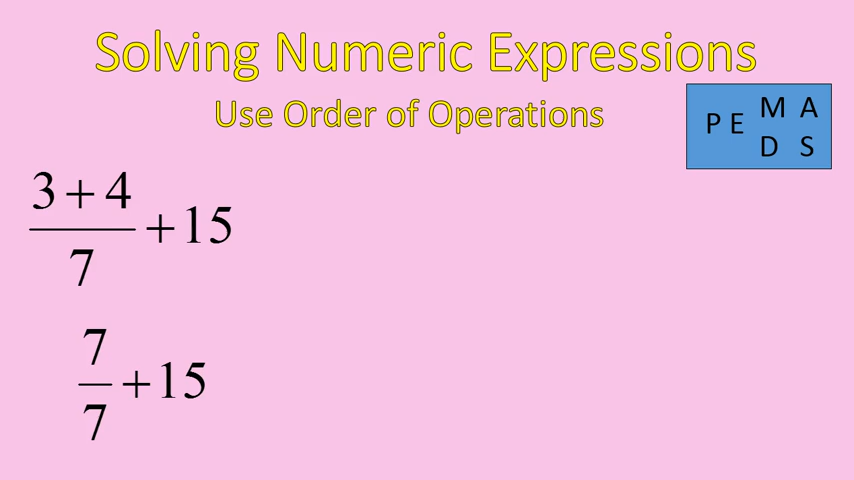 Solving Numeric Expressions
Use Order of Operations
P E M A
D S
3 + 4
7
+ 15
7
7
+ 15